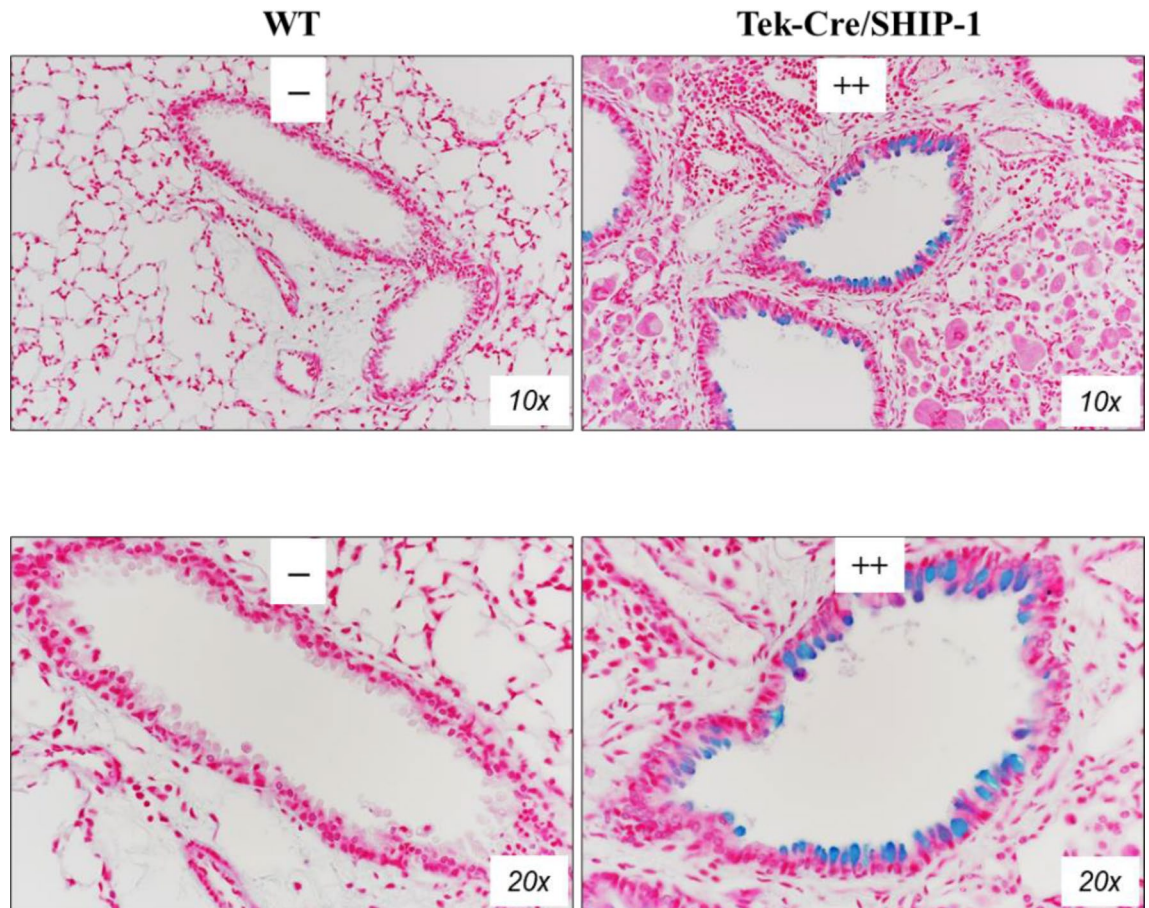 WT
Tek-Cre/SHIP-1
–
++
10x
10x
–
++
20x
20x